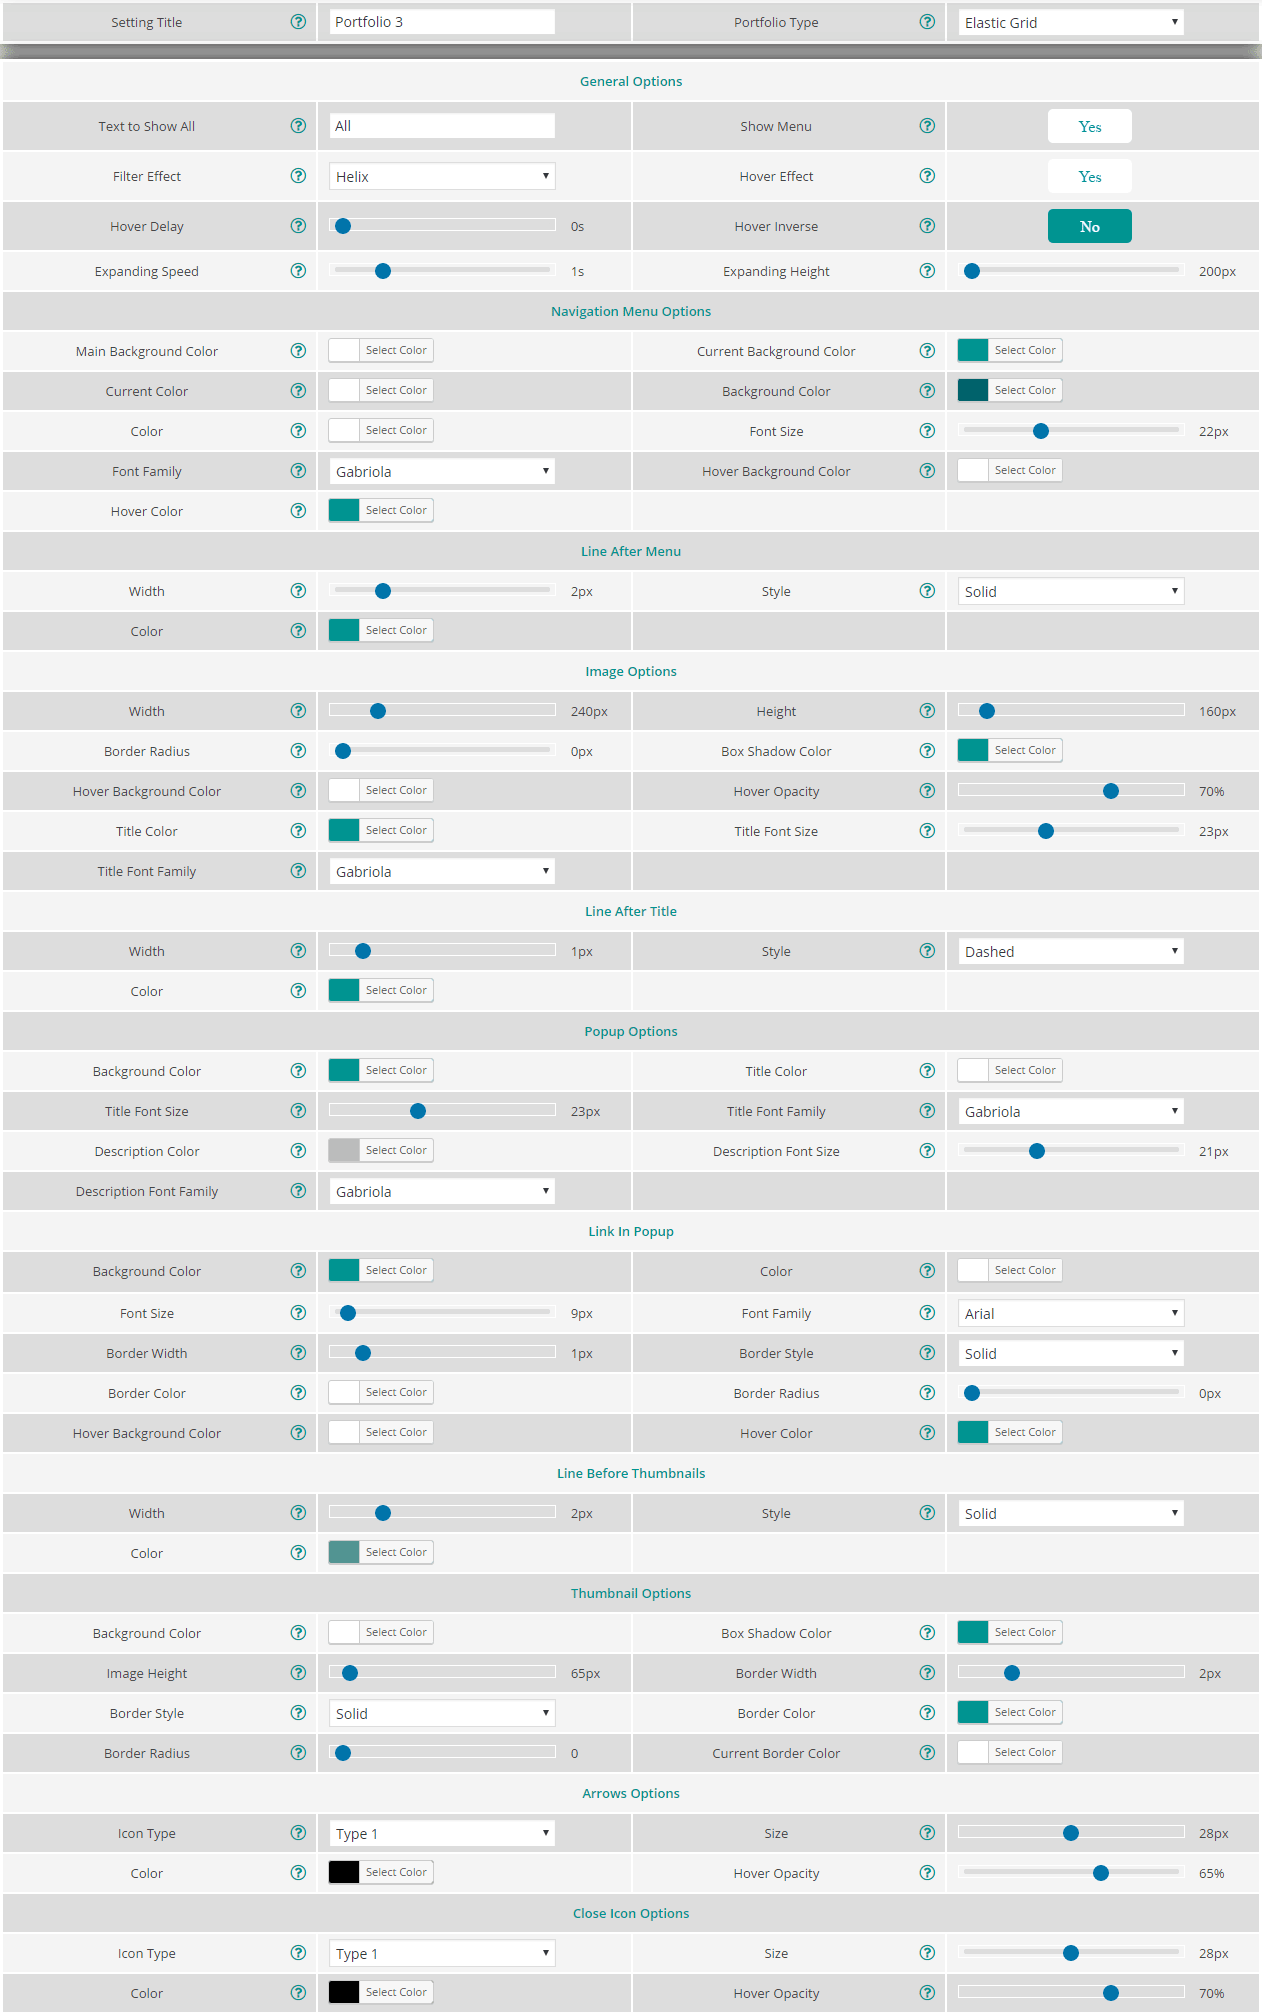 Setting Title ? Portfolio 3 Portfolio Type ? Elastic Grid
General Options
Text to Show All ? All Show Menu ? Yes
Filter Effect ? Helix Hover Effect ? Yes
Hover Delay ? 0s Hover Inverse ? No
Expanding Speed ? 1s Expanding Height ? 200px
Navigation Menu Options
Main Background Color ? Select Color Current Background Color ? Select Color
Current Color ? Select Color Background Color ? Select Color
Color ? Select Color Font Size ? 22px
Font Family ? Gabriola Hover Background Color ? Select Color
Hover Color ? Select Color
Line After Menu
Width ? 2px Style ? Solid
Color ? Select Color
Image Options
Width ? 240px Height ? 160px
Border Radius ? 0px Box Shadow Color ? Select Color
Hover Background Color ? Select Color Hover Opacity ? 70%
Title Color ? Select Color Title Font Size ? 23px
Title Font Family ? Gabriola
Line After Title
Width ? 1px Style ? Dashed
Color ? Select Color
Popup Options
Background Color ? Select Color Title Color ? Select Color
Title Font Size ? 23px Title Font Family ? Gabriola
Description Color ? Select Color Description Font Size ? 21px
Description Font Family ? Gabriola
Link In Popup
Background Color ? Select Color Color ? Select Color
Font Size ? 9px Font Family ? Arial
Border Width ? 1px Border Style ? Solid
Border Color ? Select Color Border Radius ? 0px
Hover Background Color ? Select Color Hover Color ? Select Color
Line Before Thumbnails
Width ? 2px Style ? Solid
Color ? Select Color
Thumbnail Options
Background Color ? Select Color Box Shadow Color ? Select Color
Image Height ? 65px Border Width ? 2px
Border Style ? Solid Border Color ? Select Color
Border Radius ? 0 Current Border Color ? Select Color
Arrows Options
Icon Type ? Type 1 Size ? 28px
Color ? Select Color Hover Opacity ? 65%
Close Icon Options
Icon Type ? Type 1 Size ? 28px
Color ? Select Color Hover Opacity ? 70%